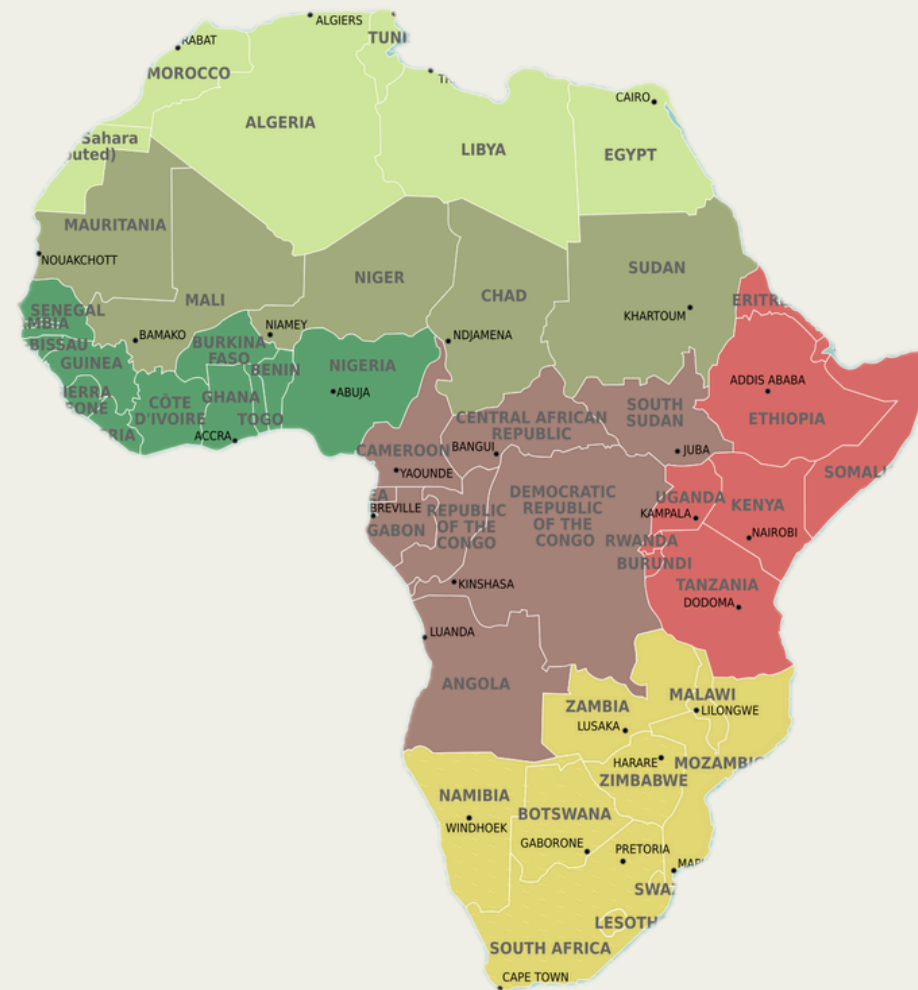 ALGIERS
RABAT
TUNI
MOROCCO
CAIRO
ALGERIA
Sahara
LIBYA
EGYPT
MAURITANIA
NOUAKCHOTT
SUDAN
NIGER
CHAD
MALI
KHARTOUM
ERITRE
SENEGAL
MBIA
NIAMEY
BAMAKO
NDJAMENA
BISSAU
BURKINA
FASO
GUINEA
BENIN
NIGERIA
ADDIS ABABA
ABUJA
GHANA
CÔTE
D'IVOIRE
SOUTH
SUDAN
CENTRAL AFRICAN
REPUBLIC
ETHIOPIA
TOGO
ACCRA
BANGUI
JUBA
CAMEROON
YAOUNDE
SOMALI
DEMOCRATIC
REPUBLIC
OF THE
CONGO
UGANDA
KENYA
KAMPALA
BREVILLE
REPUBLIC
OF THE
CONGO
GABON
NAIROBI
RWANDA
BURUNDI
KINSHASA
TANZANIA
DODOMA
LUANDA
ANGOLA
MALAWI
ZAMBIA
LILONGWE
LUSAKA
HARARE
MOZAMBIC
ZIMBABWE
NAMIBIA
BOTSWANA
WINDHOEK
GABORONE
PRETORIA
SWAZ
LESOTH
SOUTH AFRICA
CAPE TOWN